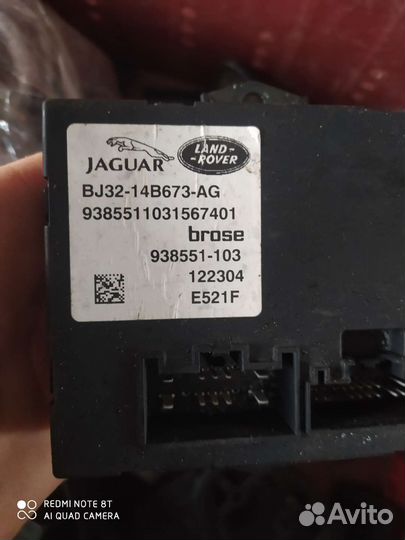 JAGUAR
LAND-
-ROVER
BJ32-14B673-AG
9385511031567401
brose
938551-103
122304
E521F
REDMI NOTE 8T
AI QUAD CAMERA
Avito